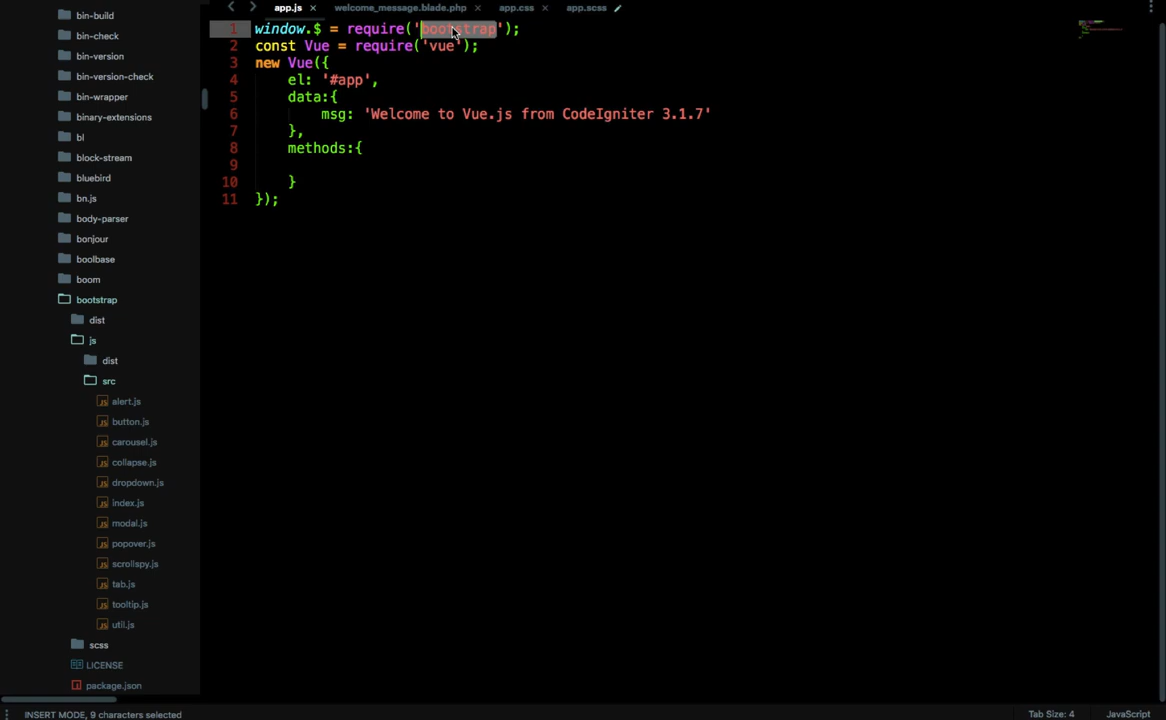 bin-build
bin-check
bin-version
bin-version-check
bin-wrapper
binary-extensions
bl
block-stream
bluebird
bn.js
body-parser
bonjour
boolbase
boom
bootstrap
dist
js
dist
src
alert.js
button.js
carousel.js
collapse.js
dropdown.js
index.js
modal.js
popover.js
scrollspy.js
tab.js
tooltip.js
util.js
scss
LICENSE
package.json
app.js welcome_message.blade.php app.css app.scss
1 window.$ = require('bootstrap');
2 const Vue = require('vue');
3 new Vue({
4 el: '#app',
5 data:{
6 msg: 'Welcome to Vue.js from CodeIgniter 3.1.7'
7 },
8 methods:{
9
10 }
11 });
INSERT MODE, 9 characters selected Tab Size: 4 JavaScript